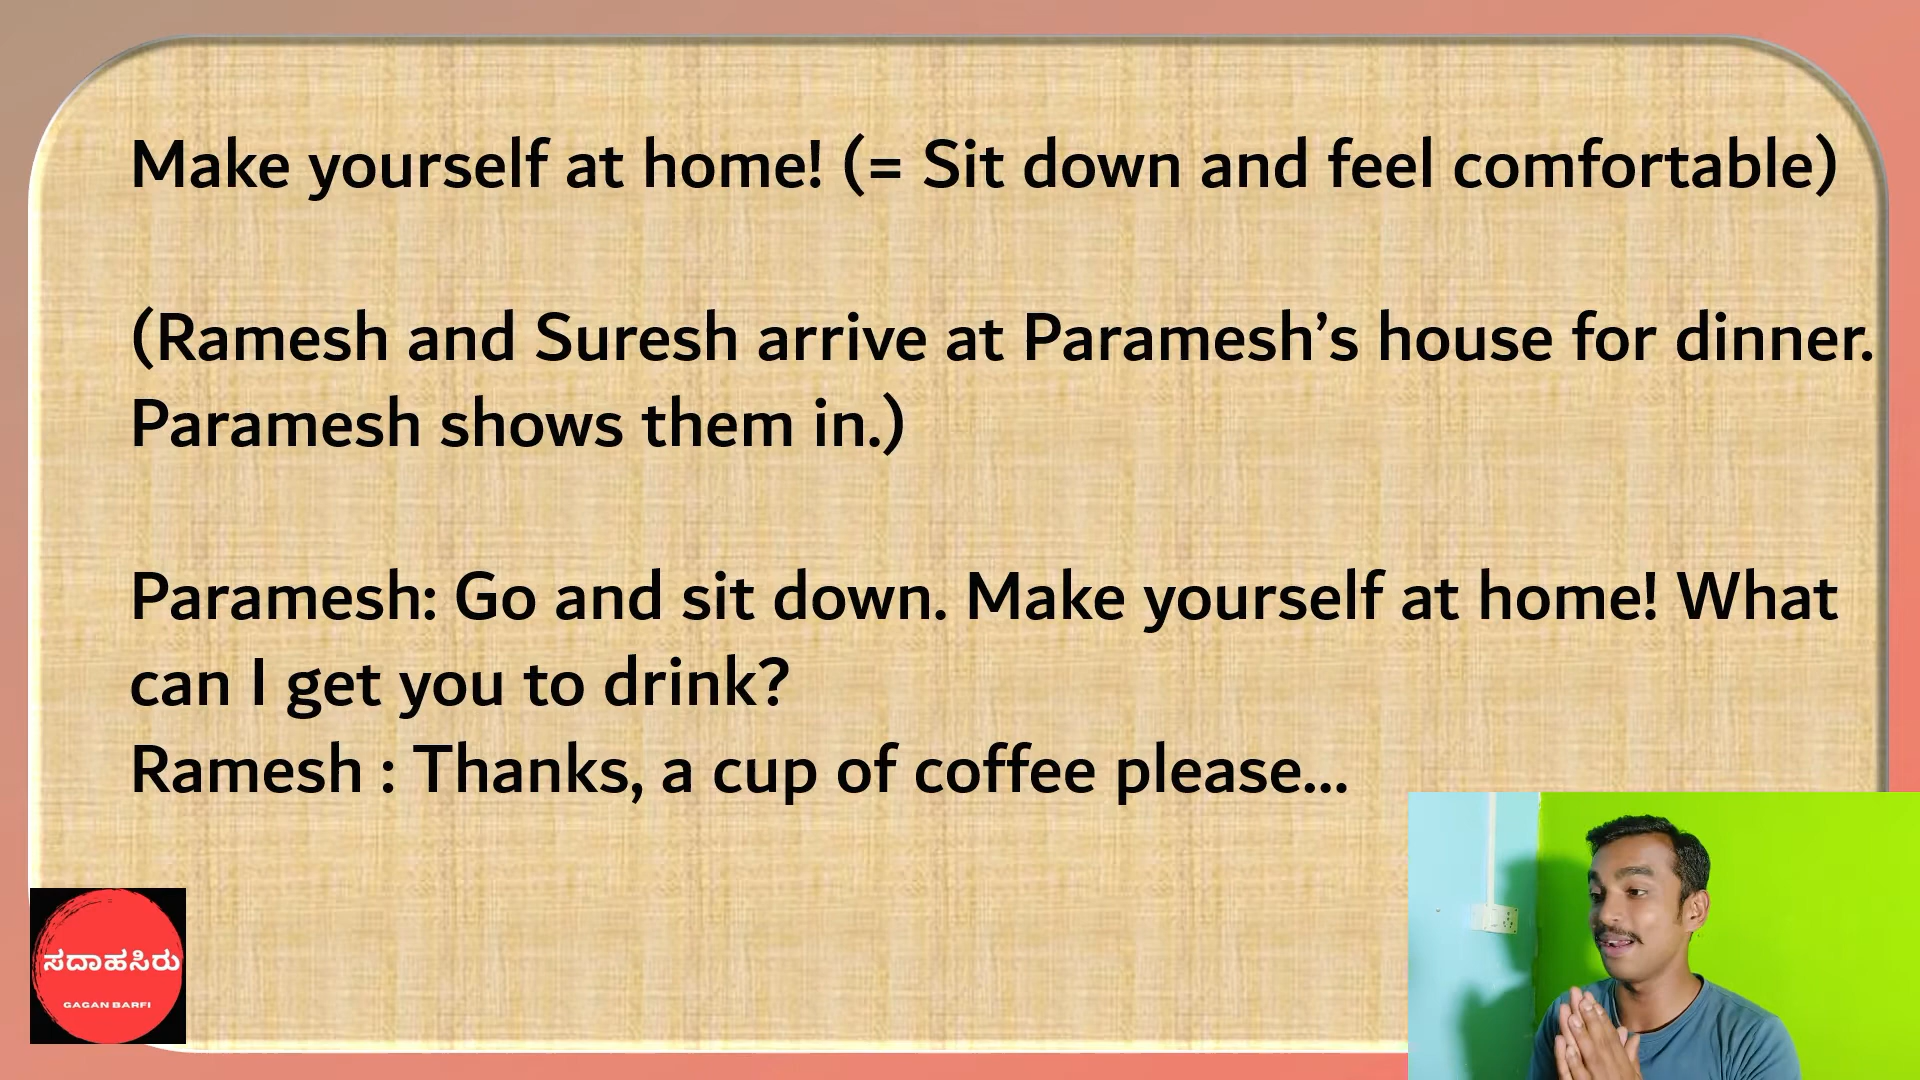 Make yourself at home! (= Sit down and feel comfortable)
(Ramesh and Suresh arrive at Paramesh’s house for dinner.
Paramesh shows them in.)
Paramesh: Go and sit down. Make yourself at home! What
can I get you to drink?
Ramesh : Thanks, a cup of coffee please...
ಸದಾಹಸಿರು
GAGAN BARFI